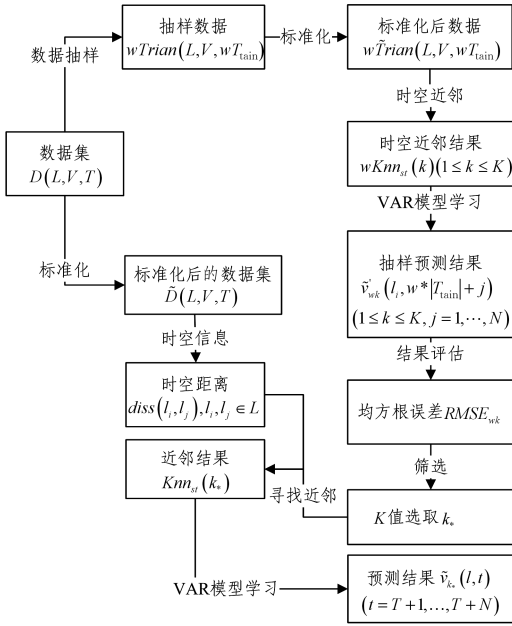 抽样数据
wTrian(L,V,wT_tain)
标准化
标准化后数据
wT̃rian(L,V,wT_tain)
数据抽样
时空近邻
数据集
D(L,V,T)
时空近邻结果
wKnn_st(k)(1≤k≤K)
VAR模型学习
标准化
标准化后的数据集
D̃(L,V,T)
抽样预测结果
ṽ'_wk(l_i,w*|T_tain|+j)
(1≤k≤K,j=1,⋯,N)
时空信息
结果评估
时空距离
diss(l_i,l_j),l_i,l_j∈L
均方根误差RMSE_wk
近邻结果
Knn_st(k_*)
筛选
寻找近邻
K值选取k_*
VAR模型学习
预测结果 ṽ_k*(l,t)
(t=T+1,...,T+N)